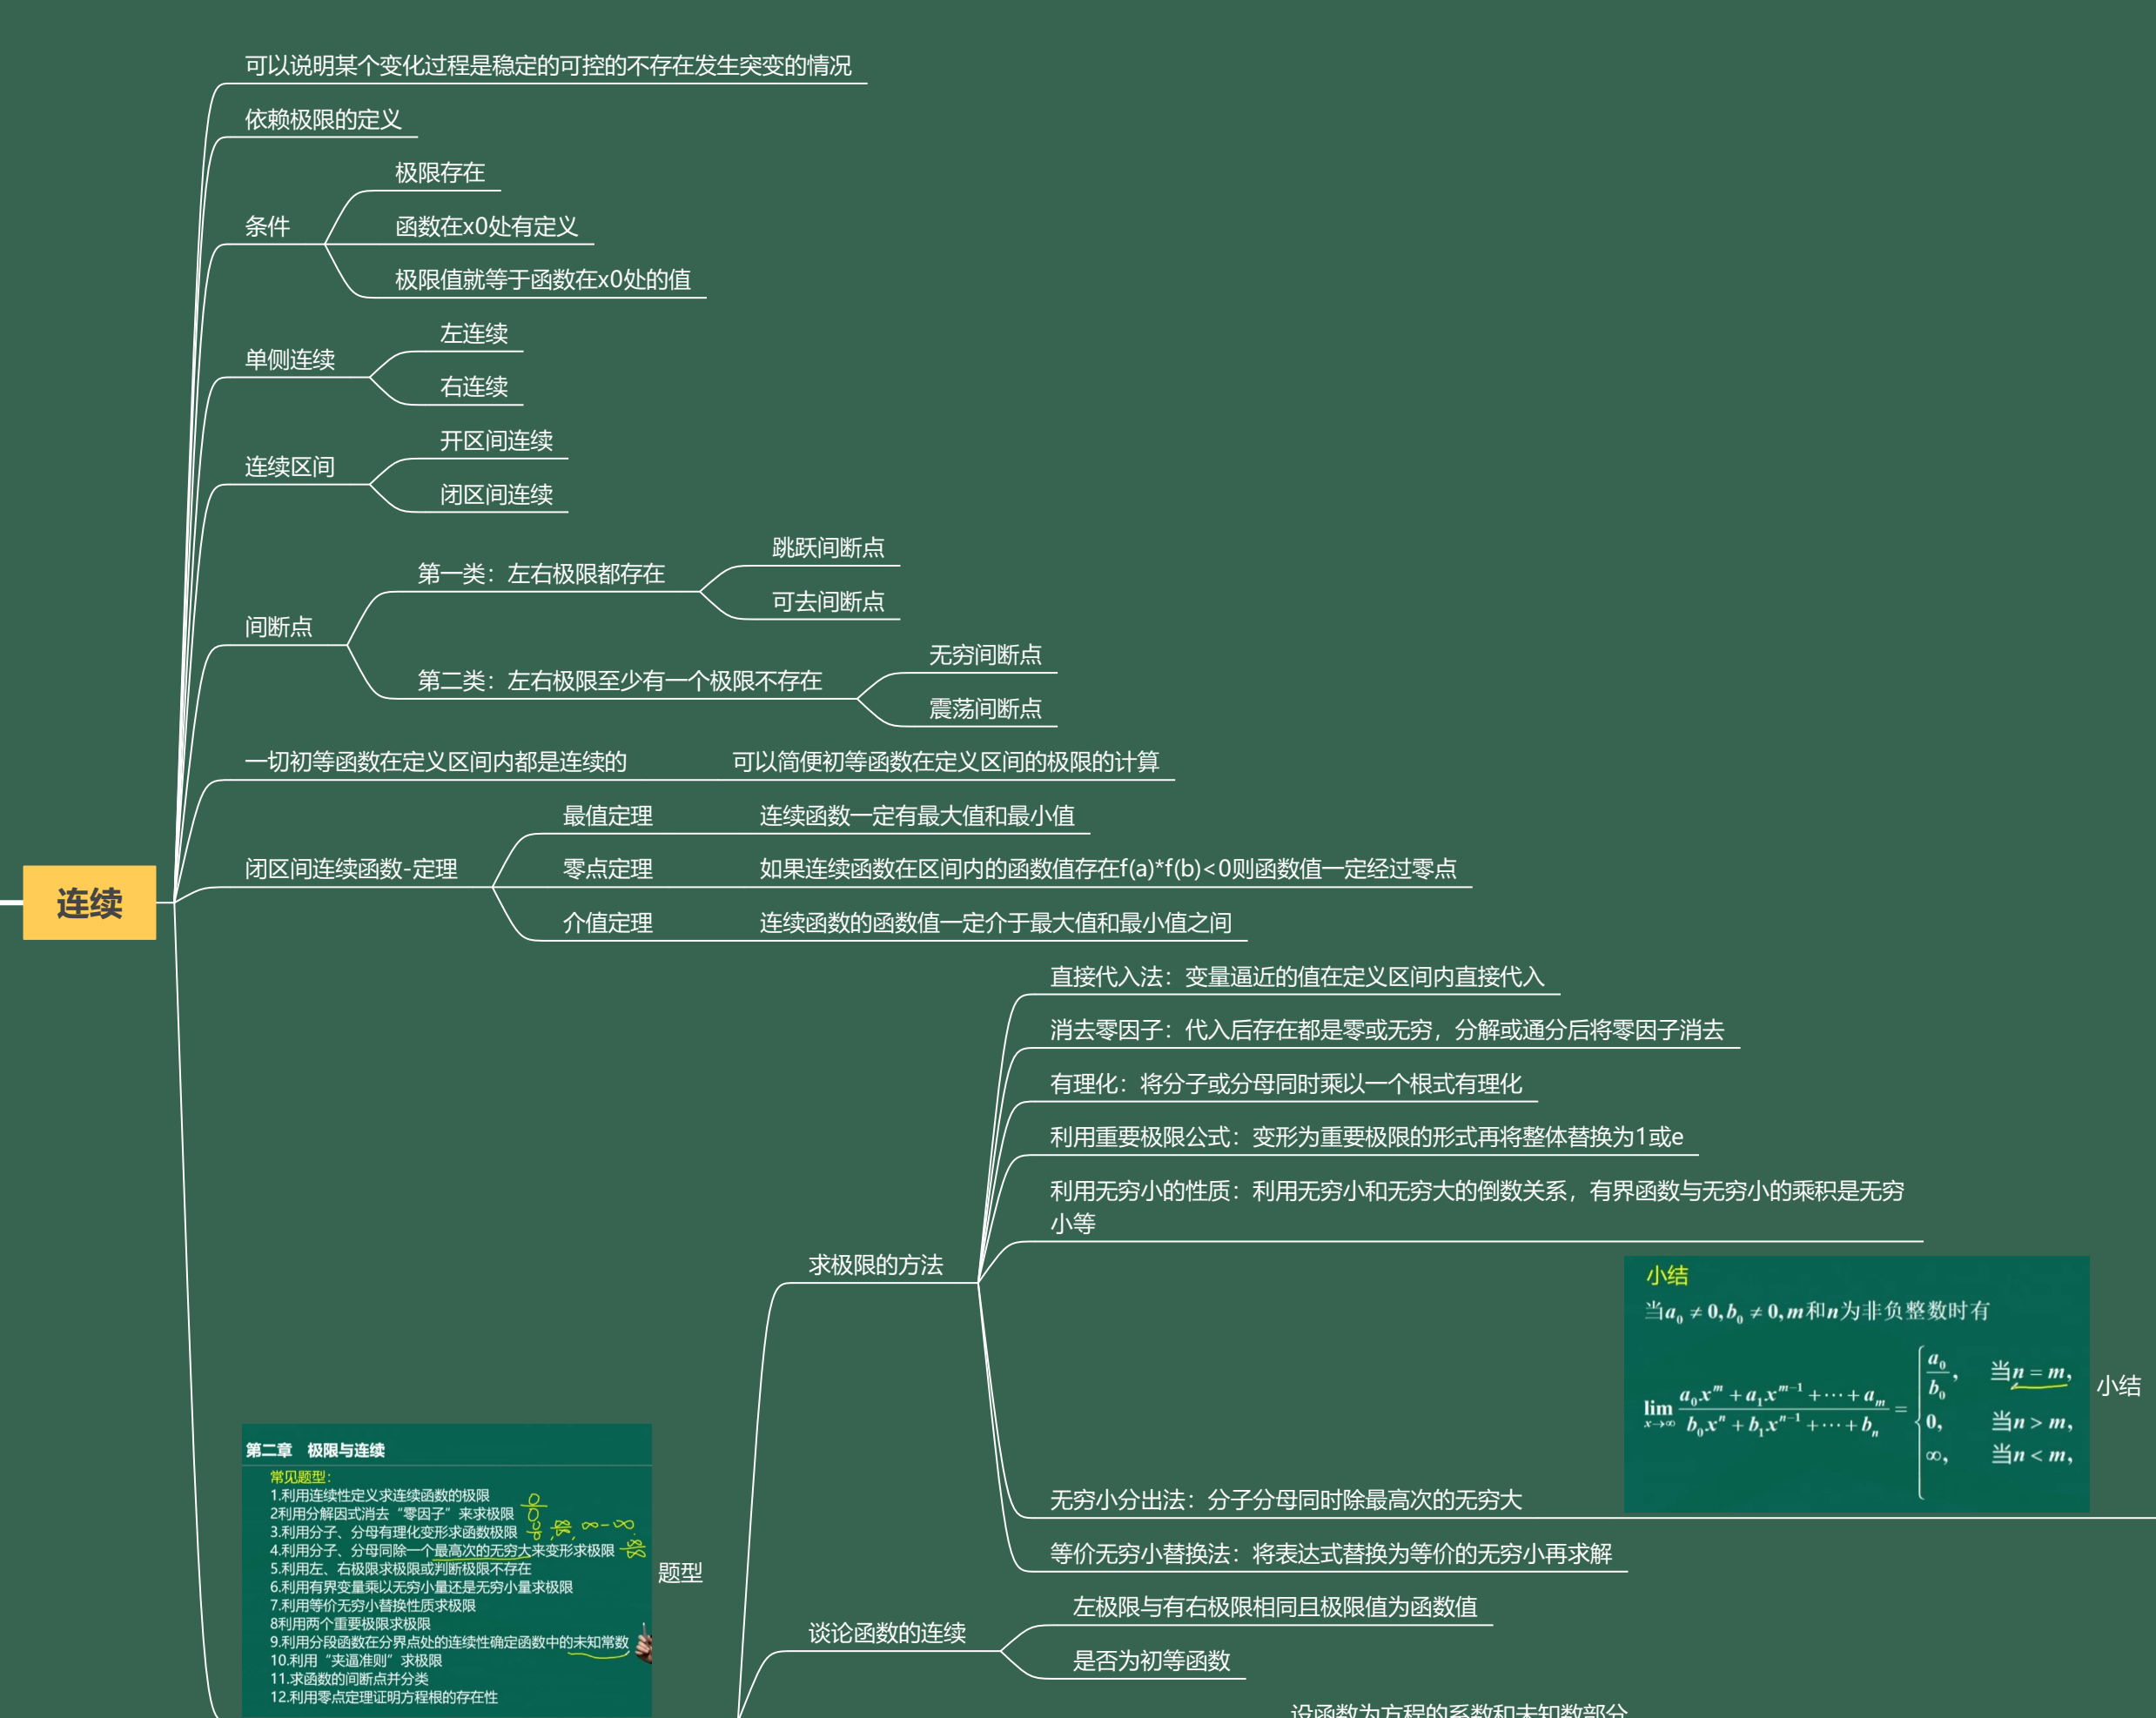 可以说明某个变化过程是稳定的可控的不存在发生突变的情况
依赖极限的定义
条件
极限存在
函数在x0处有定义
极限值就等于函数在x0处的值
单侧连续
左连续
右连续
连续区间
开区间连续
闭区间连续
间断点
第一类：左右极限都存在
跳跃间断点
可去间断点
第二类：左右极限至少有一个极限不存在
无穷间断点
震荡间断点
一切初等函数在定义区间内都是连续的
可以简便初等函数在定义区间的极限的计算
连续
闭区间连续函数-定理
最值定理
连续函数一定有最大值和最小值
零点定理
如果连续函数在区间内的函数值存在f(a)*f(b)<0则函数值一定经过零点
介值定理
连续函数的函数值一定介于最大值和最小值之间
求极限的方法
直接代入法：变量逼近的值在定义区间内直接代入
消去零因子：代入后存在都是零或无穷，分解或通分后将零因子消去
有理化：将分子或分母同时乘以一个根式有理化
利用重要极限公式：变形为重要极限的形式再将整体替换为1或e
利用无穷小的性质：利用无穷小和无穷大的倒数关系，有界函数与无穷小的乘积是无穷
小等
小结
当a₀ ≠ 0, b₀ ≠ 0, m和n为非负整数时有
lim x→∞ (a₀xᵐ + a₁xᵐ⁻¹ + ⋯ + aₘ)/(b₀xⁿ + b₁xⁿ⁻¹ + ⋯ + bₙ) =
a₀/b₀, 当n = m,
0, 当n > m,
∞, 当n < m,
小结
无穷小分出法：分子分母同时除最高次的无穷大
等价无穷小替换法：将表达式替换为等价的无穷小再求解
第二章 极限与连续
常见题型：
1.利用连续性定义求连续函数的极限
2利用分解因式消去“零因子”来求极限 0/0
3.利用分子、分母有理化变形求函数极限 0/0, ∞/∞, ∞-∞.
4.利用分子、分母同除一个最高次的无穷大来变形求极限 ∞/∞
5.利用左、右极限求极限或判断极限不存在
6.利用有界变量乘以无穷小量还是无穷小量求极限
7.利用等价无穷小替换性质求极限
8利用两个重要极限求极限
9.利用分段函数在分界点处的连续性确定函数中的未知常数
10.利用“夹逼准则”求极限
11.求函数的间断点并分类
12.利用零点定理证明方程根的存在性
题型
谈论函数的连续
左极限与有右极限相同且极限值为函数值
是否为初等函数
设函数为方程的系数和未知数部分